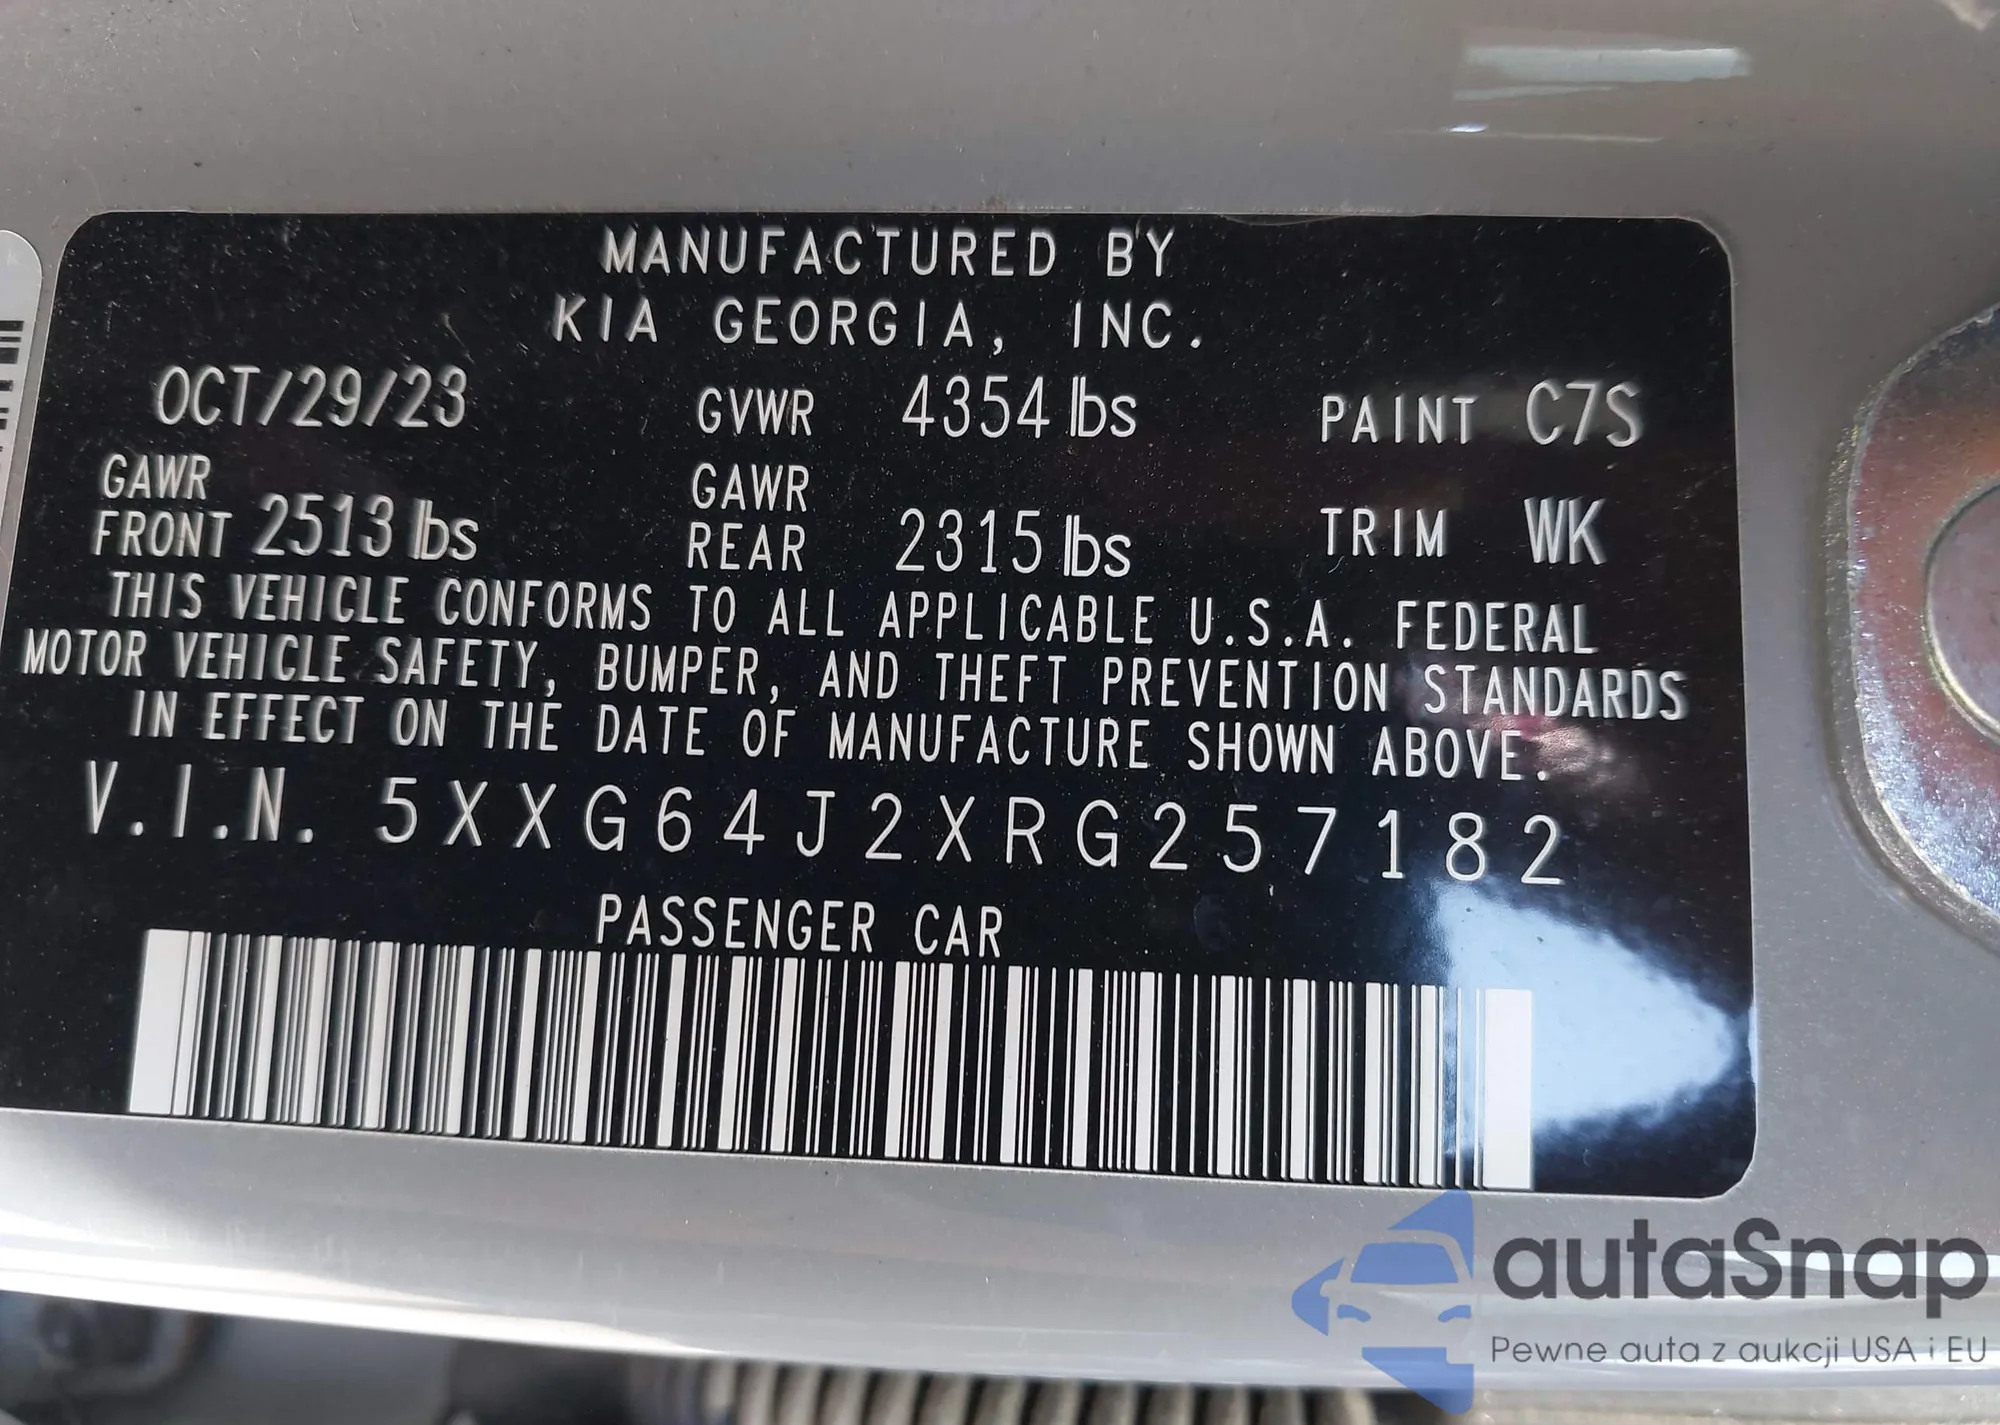 MANUFACTURED BY
KIA GEORGIA, INC.
OCT/29/23 GVWR 4354 lbs PAINT C7S
GAWR FRONT 2513 lbs GAWR REAR 2315 lbs TRIM WK
THIS VEHICLE CONFORMS TO ALL APPLICABLE U.S.A. FEDERAL
MOTOR VEHICLE SAFETY, BUMPER, AND THEFT PREVENTION STANDARDS
IN EFFECT ON THE DATE OF MANUFACTURE SHOWN ABOVE.
V.I.N. 5XXG64J2XRG257182
PASSENGER CAR
autaSnap
Pewne auta z aukcji USA i EU